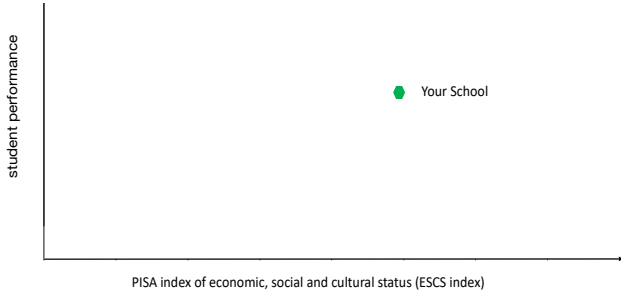 student performance
Your School
PISA index of economic, social and cultural status (ESCS index)